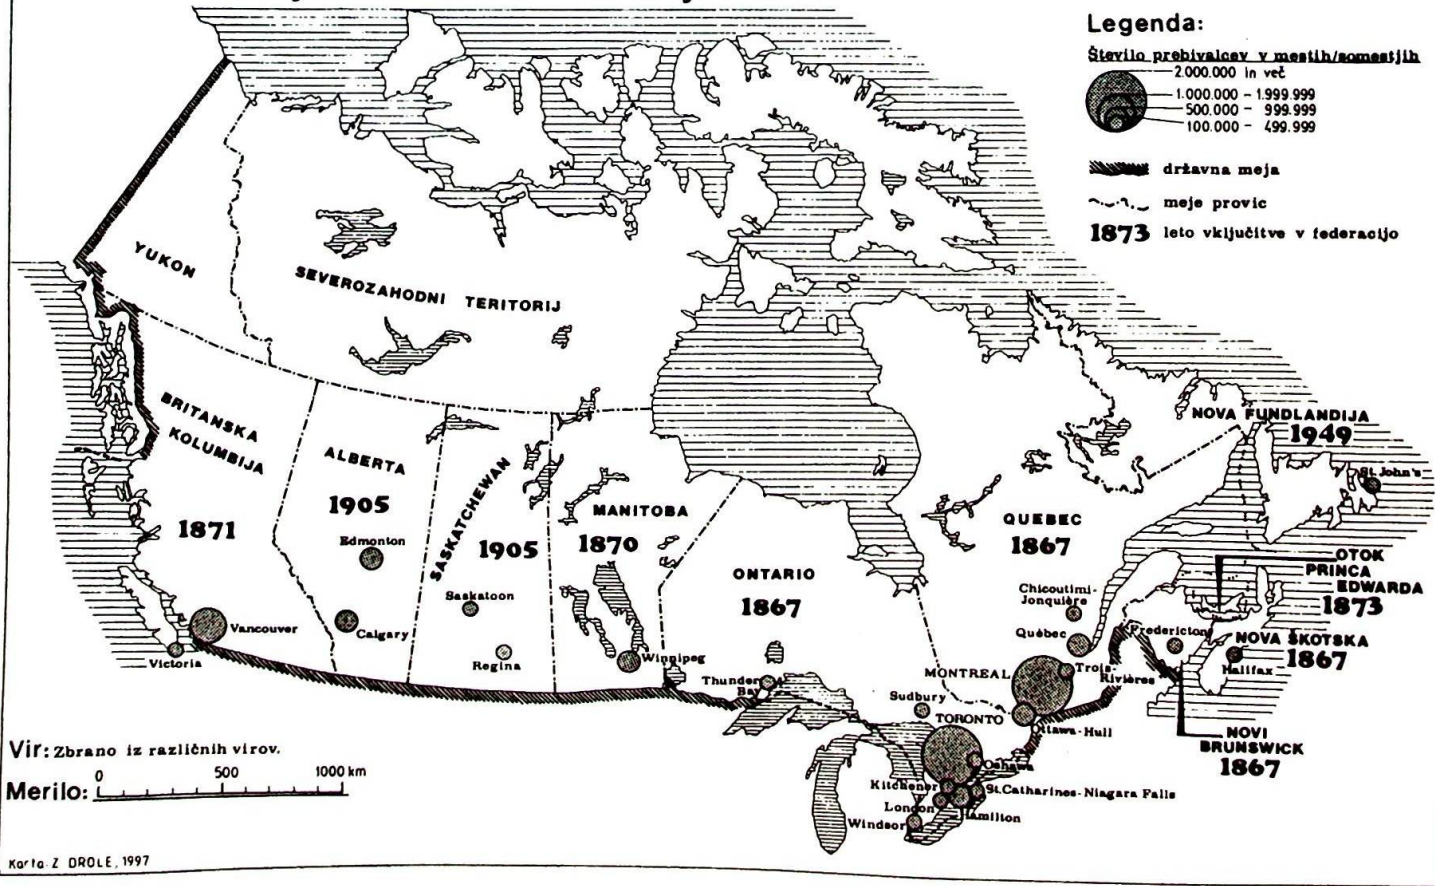 Legenda:
Število prebivalcev v mestih/somestjih
2.000.000 in več
1.000.000 - 1.999.999
500.000 - 999.999
100.000 - 499.999
državna meja
meje provic
1873 leto vključitve v federacijo
YUKON
SEVEROZAHODNI TERITORIJ
BRITANSKA
KOLUMBIJA
1871
Vancouver
Victoria
ALBERTA
1905
Edmonton
Calgary
SASKATCHEWAN
1905
Saskatoon
Regina
MANITOBA
1870
Winnipeg
ONTARIO
1867
Thunder
Bay
Sudbury
TORONTO
Oshawa
Kitchener
St.Catharines-Niagara Falls
London
Hamilton
Windsor
QUEBEC
1867
Chicoutimi-
Jonquière
Québec
MONTREAL
Trois-
Rivières
Ottawa-Hull
NOVA FUNDLANDIJA
1949
St. John's
OTOK
PRINCA
EDWARDA
1873
Fredericton
NOVA ŠKOTSKA
1867
Halifax
NOVI
BRUNSWICK
1867
Vir: Zbrano iz različnih virov.
Merilo:
0 500 1000 km
Karta: Z DROLE, 1997